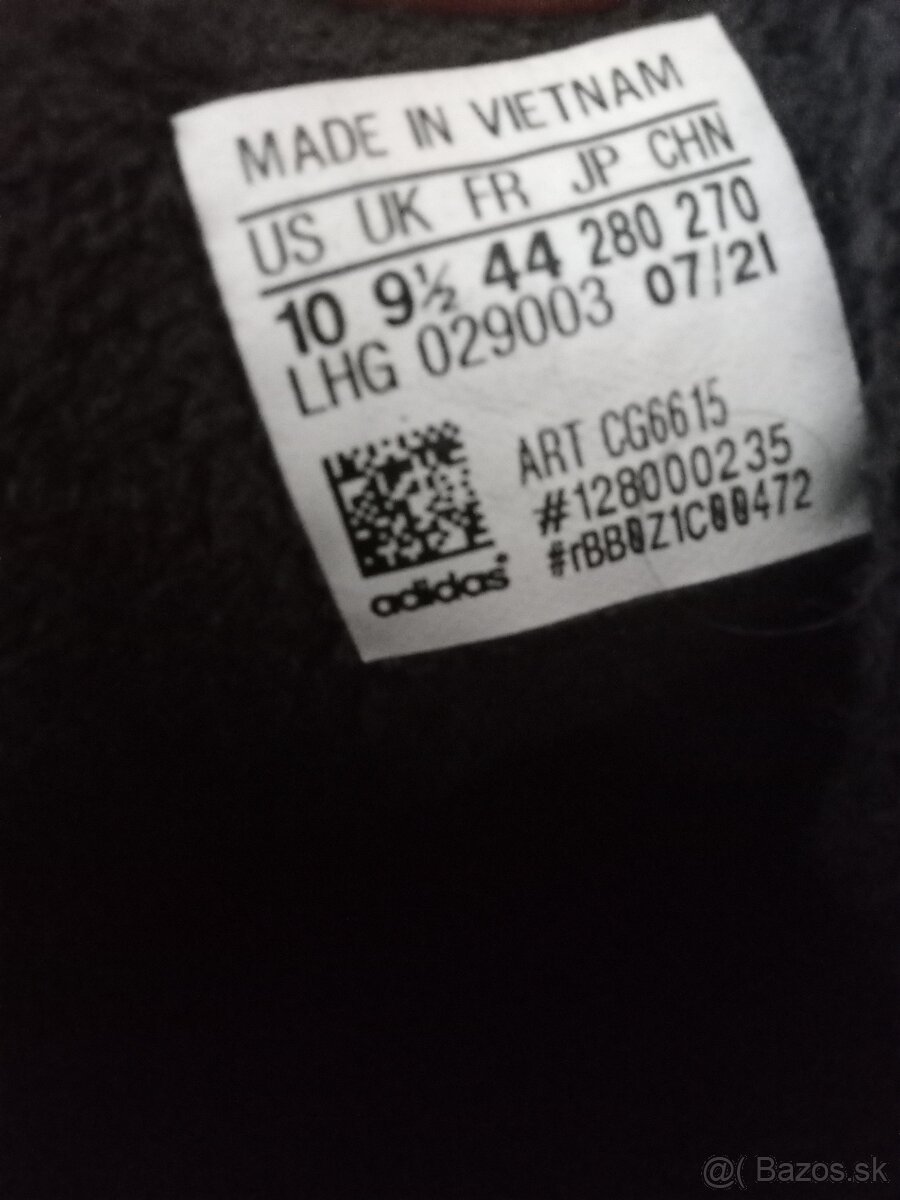 MADE IN VIETNAM
US UK FR JP CHN
10 9½ 44 280 270
LHG 029003 07/21
ART CG6615
#128000235
#rBB0Z1C00472
adidas
@( Bazos.sk